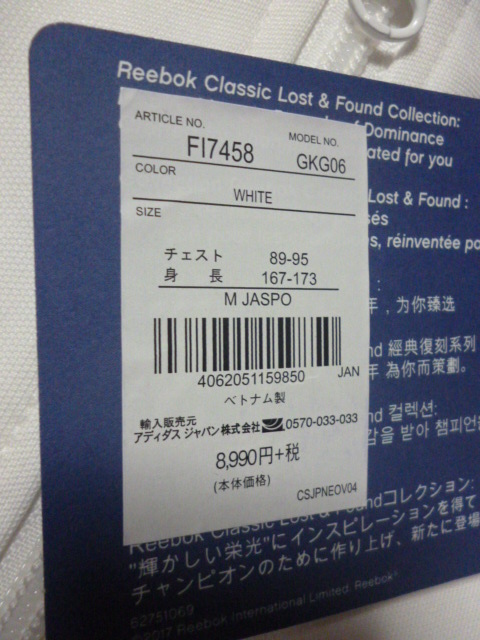 Reebok Classic Lost & Found Collection:
of Dominance
ated for you
Lost & Found :
sés
s, réinventée po
ARTICLE NO.
MODEL NO.
FI7458
GKG06
COLOR
WHITE
SIZE
チェスト 89-95
身 長 167-173
M JASPO
4062051159850 JAN
ベトナム製
輸入販売元
アディダス ジャパン株式会社 0570-033-033
8,990円+税
(本体価格)
CSJPNEOV04
:
年，为你臻选
nd 經典復刻系列
年 為你而策劃。
nd 컬렉션:
감을 받아 챔피언을
Reebok Classic Lost & Foundコレクション:
"輝かしい栄光"にインスピレーションを得て
チャンピオンのために作り上げ、新たに登場
62751069
©2017 Reebok International Limited. Reebok